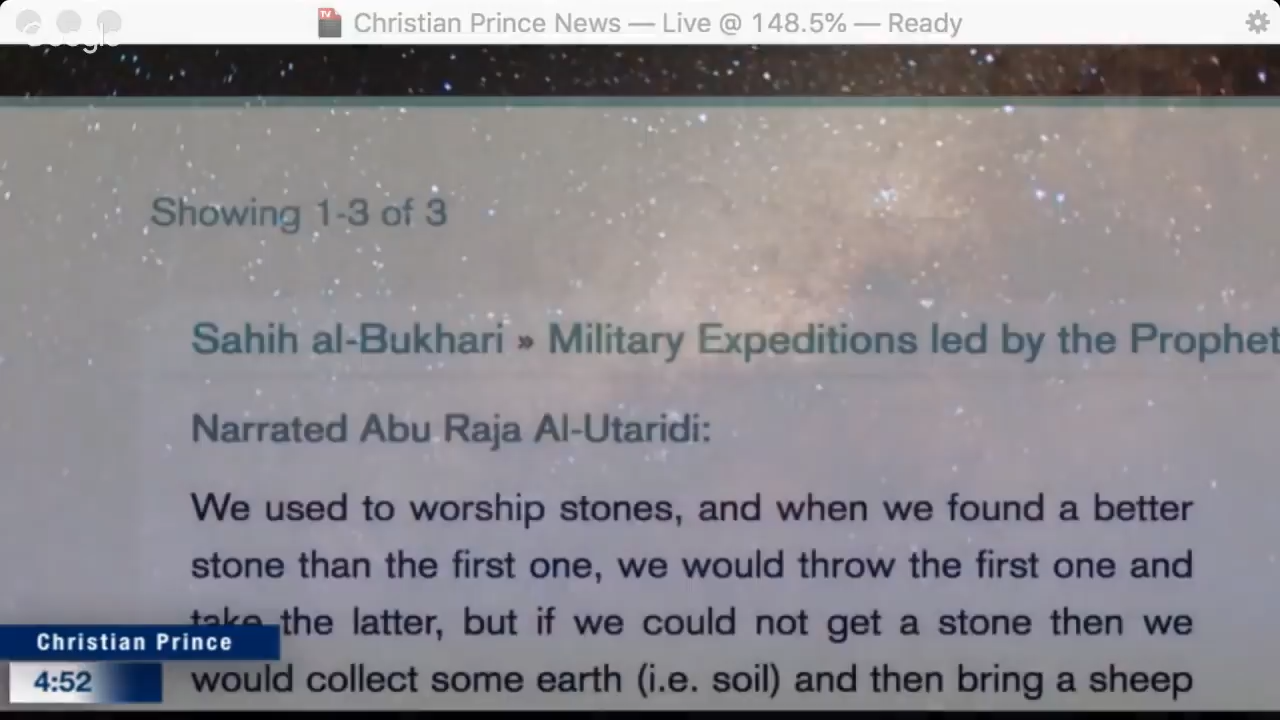 Christian Prince News — Live @ 148.5% — Ready
Google
Showing 1-3 of 3
Sahih al-Bukhari » Military Expeditions led by the Prophet
Narrated Abu Raja Al-Utaridi:
We used to worship stones, and when we found a better
stone than the first one, we would throw the first one and
take the latter, but if we could not get a stone then we
would collect some earth (i.e. soil) and then bring a sheep
Christian Prince
4:52